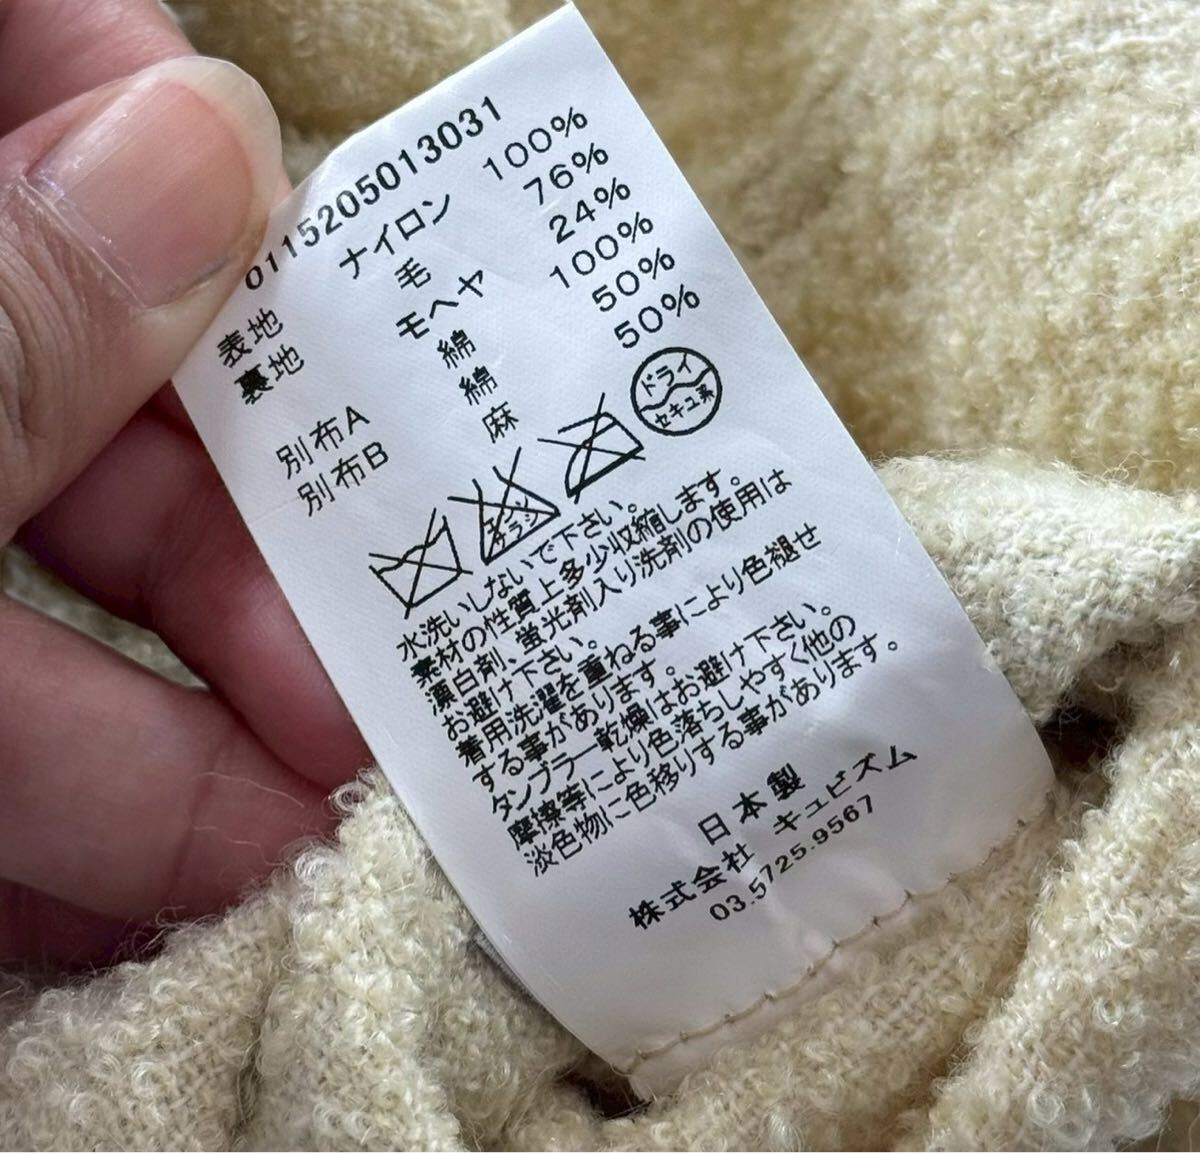 0115205013031
表地 ナイロン 100%
裏地 毛 76%
モヘヤ 24%
別布A 綿 100%
別布B 綿 50%
麻 50%
エンソ
サラシ
ドライ
セキユ系
水洗いしないで下さい。
素材の性質上多少収縮します。
漂白剤、蛍光剤入り洗剤の使用は
お避け下さい。
着用洗濯を重ねる事により色褪せ
する事があります。
タンブラー乾燥はお避け下さい。
摩擦等により色落ちしやすく他の
淡色物に色移りする事があります。
日本製
株式会社 キュビズム
03.5725.9567